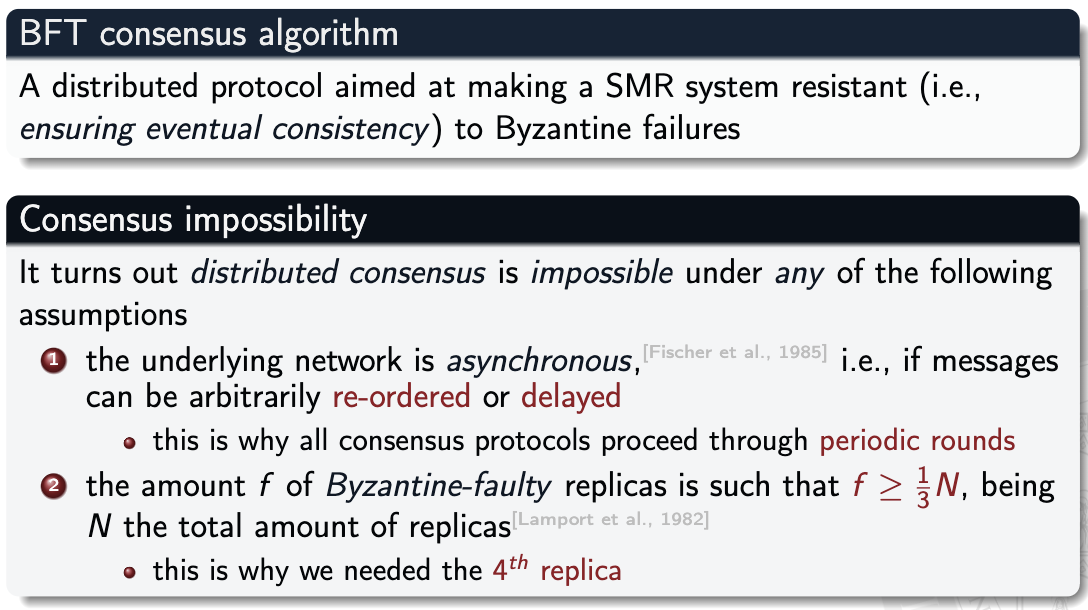 BFT consensus algorithm
A distributed protocol aimed at making a SMR system resistant (i.e.,
ensuring eventual consistency) to Byzantine failures
Consensus impossibility
It turns out distributed consensus is impossible under any of the following
assumptions
1 the underlying network is asynchronous,[Fischer et al., 1985] i.e., if messages
can be arbitrarily re-ordered or delayed
• this is why all consensus protocols proceed through periodic rounds
2 the amount f of Byzantine-faulty replicas is such that f ≥ 1/3 N, being
N the total amount of replicas[Lamport et al., 1982]
• this is why we needed the 4th replica